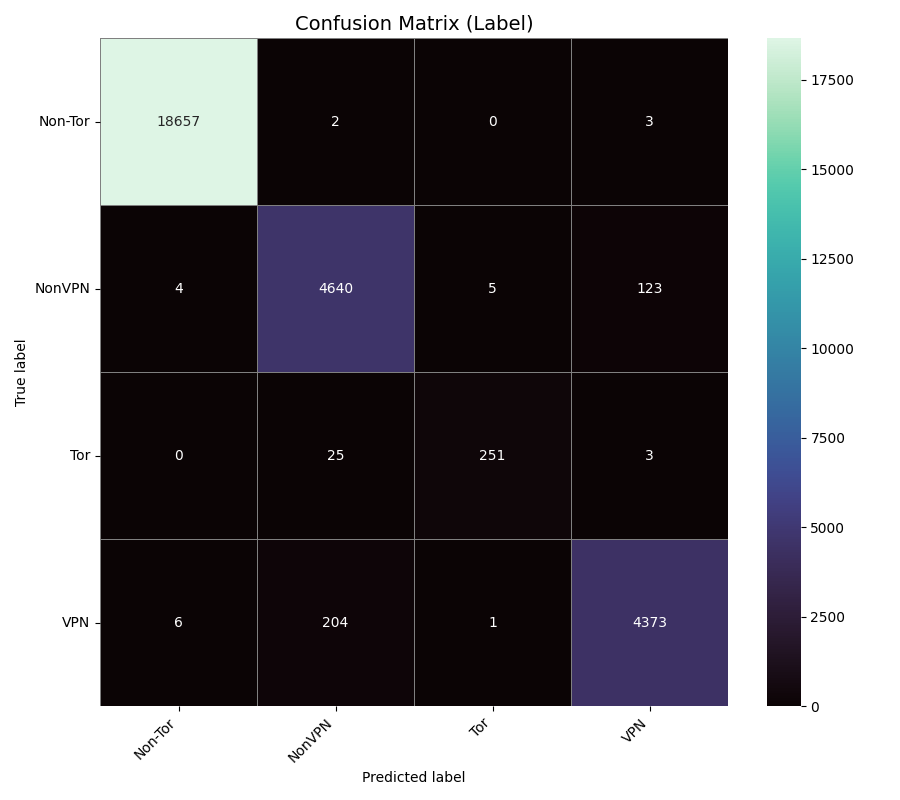 Confusion Matrix (Label)
Non-Tor 18657 2 0 3
NonVPN 4 4640 5 123
Tor 0 25 251 3
VPN 6 204 1 4373
Non-Tor NonVPN Tor VPN
True label
Predicted label
17500
15000
12500
10000
7500
5000
2500
0